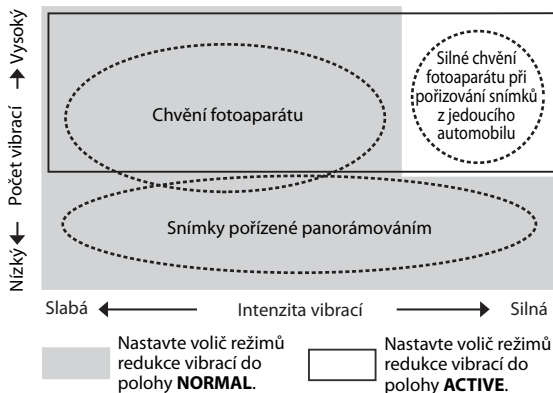 Vysoký
Počet vibrací
Nízký
Silné chvění
fotoaparátu při
pořizování snímků
z jedoucího
automobilu
Chvění fotoaparátu
Snímky pořízené panorámováním
Slabá
Intenzita vibrací
Silná
Nastavte volič režimů
redukce vibrací do
polohy NORMAL.
Nastavte volič režimů
redukce vibrací do
polohy ACTIVE.